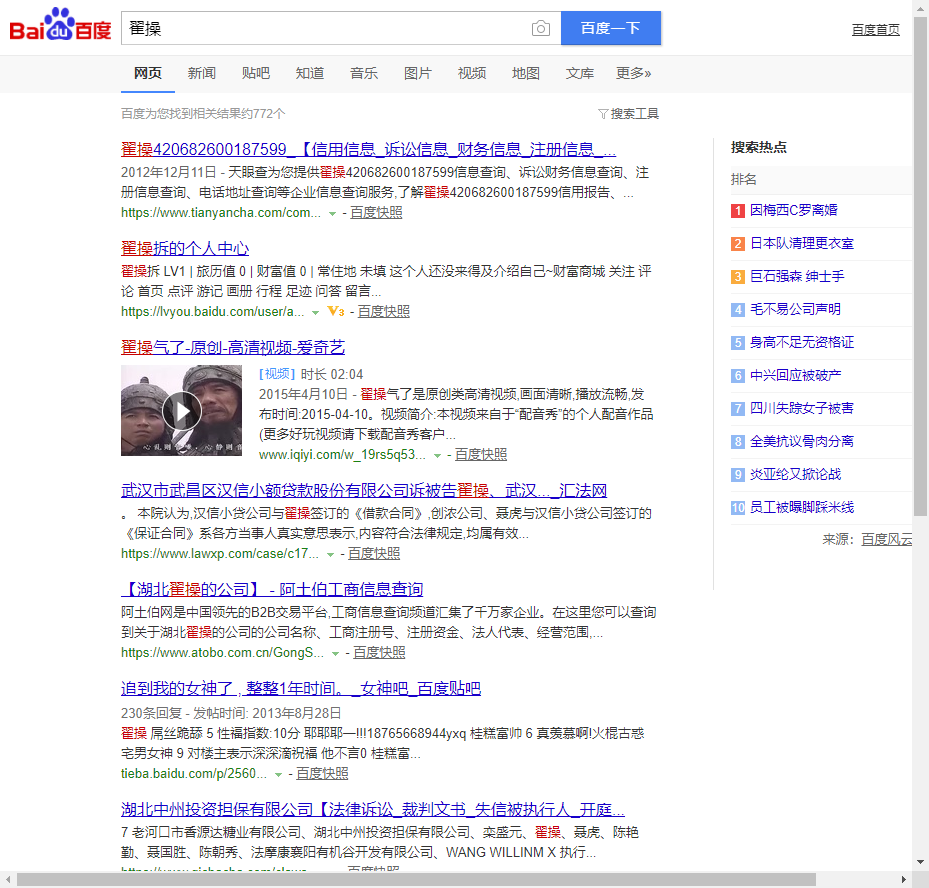 Bai du 百度
翟操
百度一下
百度首页
网页 新闻 贴吧 知道 音乐 图片 视频 地图 文库 更多»
百度为您找到相关结果约772个
搜索工具
翟操420682600187599_【信用信息_诉讼信息_财务信息_注册信息_...
2012年12月11日 - 天眼查为您提供翟操420682600187599信息查询、诉讼财务信息查询、注
册信息查询、电话地址查询等企业信息查询服务,了解翟操420682600187599信用报告、...
https://www.tianyancha.com/com... - 百度快照
翟操拆的个人中心
翟操拆 LV1 | 旅历值 0 | 财富值 0 | 常住地 未填 这个人还没来得及介绍自己~财富商城 关注 评
论 首页 点评 游记 画册 行程 足迹 问答 留言...
https://lvyou.baidu.com/user/a... V3 - 百度快照
翟操气了-原创-高清视频-爱奇艺
[视频] 时长 02:04
2015年4月10日 - 翟操气了是原创类高清视频,画面清晰,播放流畅,发
布时间:2015-04-10。视频简介:本视频来自于“配音秀”的个人配音作品
(更多好玩视频请下载配音秀客户...
www.iqiyi.com/w_19rs5q53... - 百度快照
武汉市武昌区汉信小额贷款股份有限公司诉被告翟操、武汉..._汇法网
。 本院认为,汉信小贷公司与翟操签订的《借款合同》,创浓公司、聂虎与汉信小贷公司签订的
《保证合同》系各方当事人真实意思表示,内容符合法律规定,均属有效...
https://www.lawxp.com/case/c17... - 百度快照
【湖北翟操的公司】 - 阿土伯工商信息查询
阿土伯网是中国领先的B2B交易平台,工商信息查询频道汇集了千万家企业。在这里您可以查询
到关于湖北翟操的公司的公司名称、工商注册号、注册资金、法人代表、经营范围,...
https://www.atobo.com.cn/GongS... - 百度快照
追到我的女神了 , 整整1年时间。_女神吧_百度贴吧
230条回复 - 发帖时间: 2013年8月28日
翟操 屌丝跪舔 5 性福指数:10分 耶耶耶—!!!18765668944yxq 桂糕富帅 6 真羡慕啊!火棍古惑
宅男女神 9 对楼主表示深深滴祝福 他不言0 桂糕富...
tieba.baidu.com/p/2560... - 百度快照
湖北中州投资担保有限公司【法律诉讼_裁判文书_失信被执行人_开庭...
7 老河口市香源达糖业有限公司、湖北中州投资担保有限公司、栾盛元、翟操、聂虎、陈艳
勤、聂国胜、陈朝秀、法摩康襄阳有机谷开发有限公司、WANG WILLINM X 执行...
搜索热点
排名
1 因梅西C罗离婚
2 日本队清理更衣室
3 巨石强森 绅士手
4 毛不易公司声明
5 身高不足无资格证
6 中兴回应被破产
7 四川失踪女子被害
8 全美抗议骨肉分离
9 炎亚纶又掀论战
10 员工被曝脚踩米线
来源：百度风云